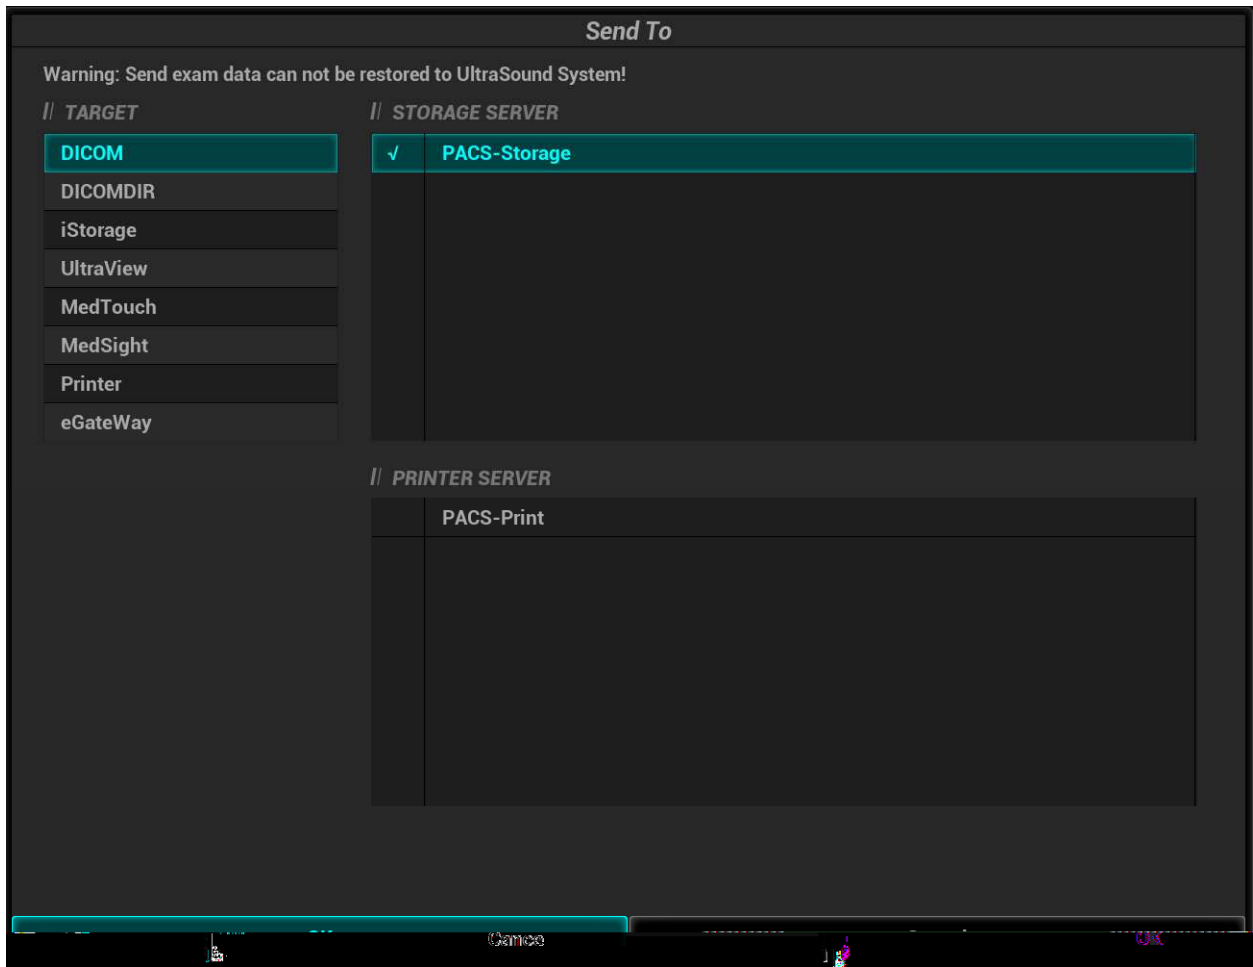 Send To
Warning: Send exam data can not be restored to UltraSound System!
TARGET
STORAGE SERVER
DICOM
√ PACS-Storage
DICOMDIR
iStorage
UltraView
MedTouch
MedSight
Printer
eGateWay
PRINTER SERVER
PACS-Print